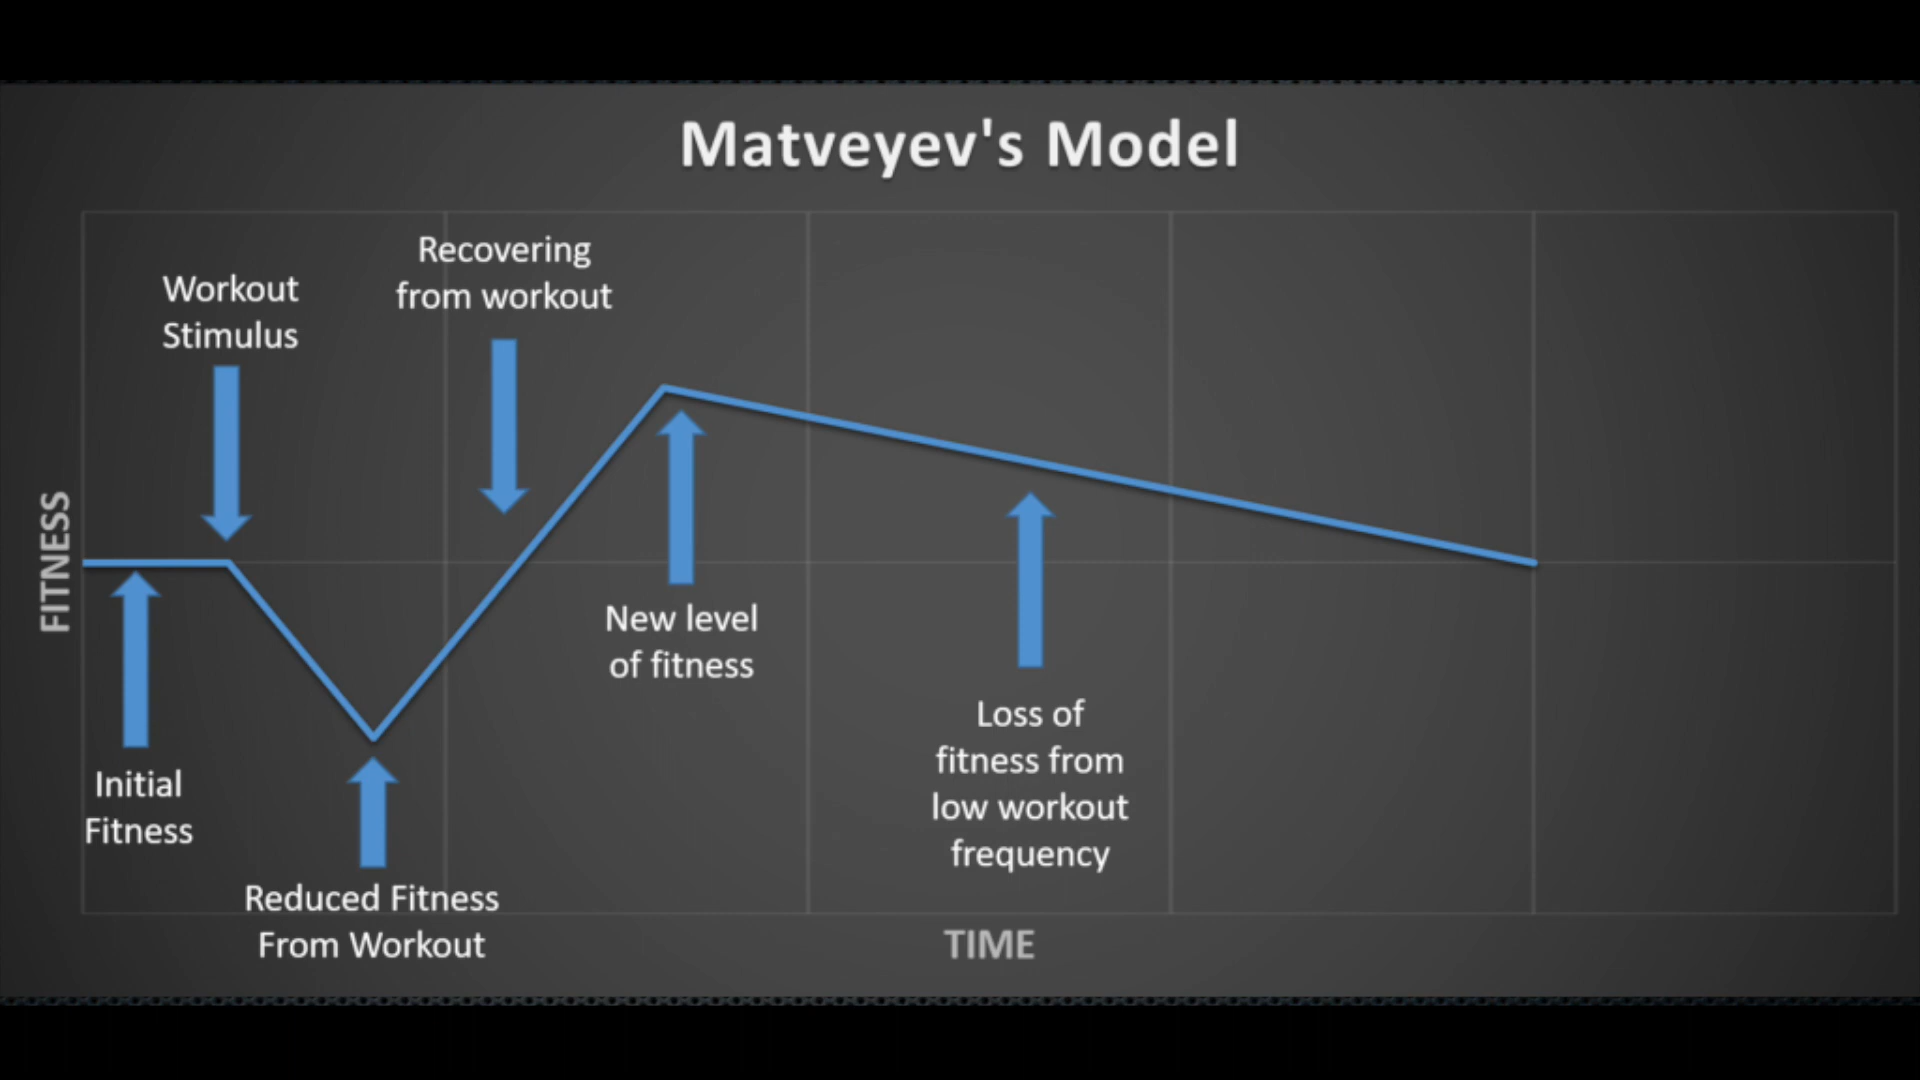 Matveyev's Model
Workout
Stimulus
Recovering
from workout
FITNESS
New level
of fitness
Initial
Fitness
Loss of
fitness from
low workout
frequency
Reduced Fitness
From Workout
TIME